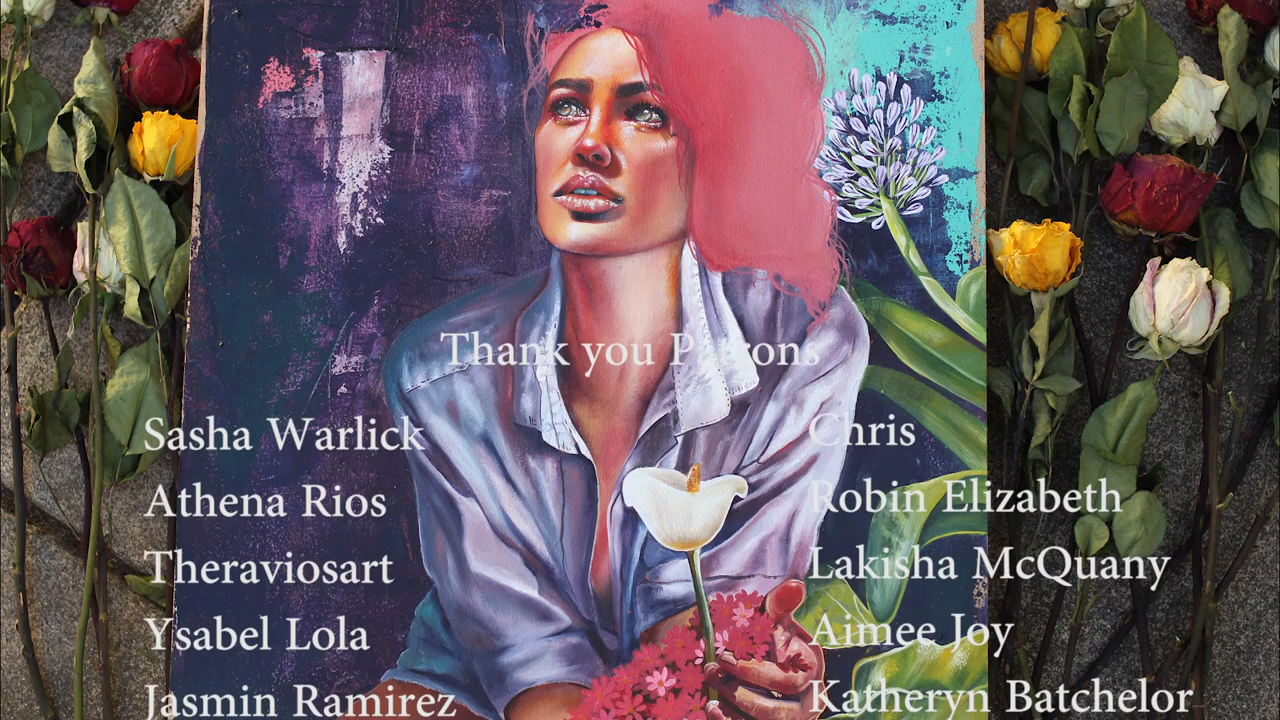 Thank you Patrons
Sasha Warlick
Athena Rios
Theraviosart
Ysabel Lola
Jasmin Ramirez
Chris
Robin Elizabeth
Lakisha McQuany
Aimee Joy
Katheryn Batchelor